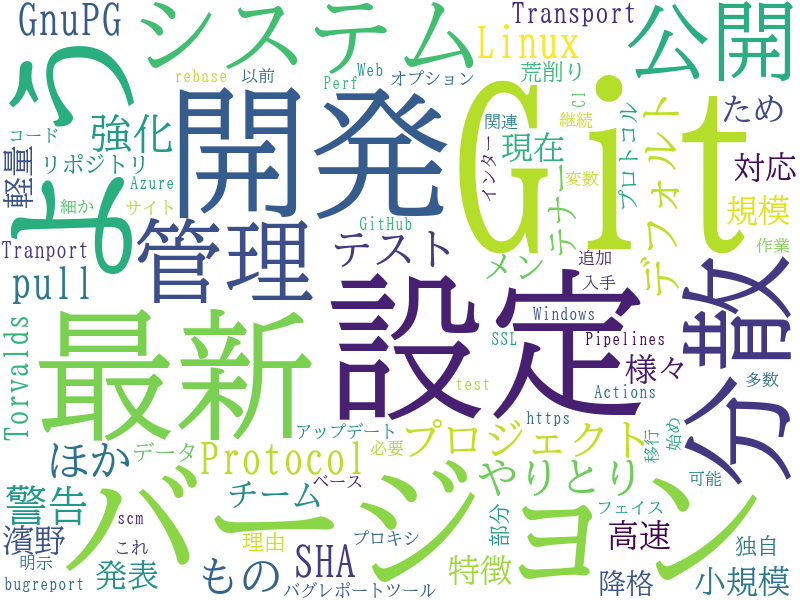 GnuPG
システム
Transport
Linux
公開
よう
rebase
以前
Perf
Web
オプション
荒削り
CI
ため
コード
強化
開発
Git
関連
継続
現在
プロトコル
デフォルト
軽量
リポジトリ
インター
テナー
対応
Azure
細か
サイト
変数
規模
管理
テスト
GitHub
メン
作業
Tranport
pull
追加
入手
分散
最新
設定
Windows
SSL
Pipelines
様々
Torvalds
test
Actions
多数
https
アップデート
ほか
データ
Protocol
必要
プロジェクト
移行
始め
バージョン
ベース
やりとり
可能
警告
チーム
フェイス
scm
濱野
これ
理由
プロキシ
部分
高速
独自
明示
発表
もの
SHA
特徴
降格
小規模
bugreport
バグレポートツール